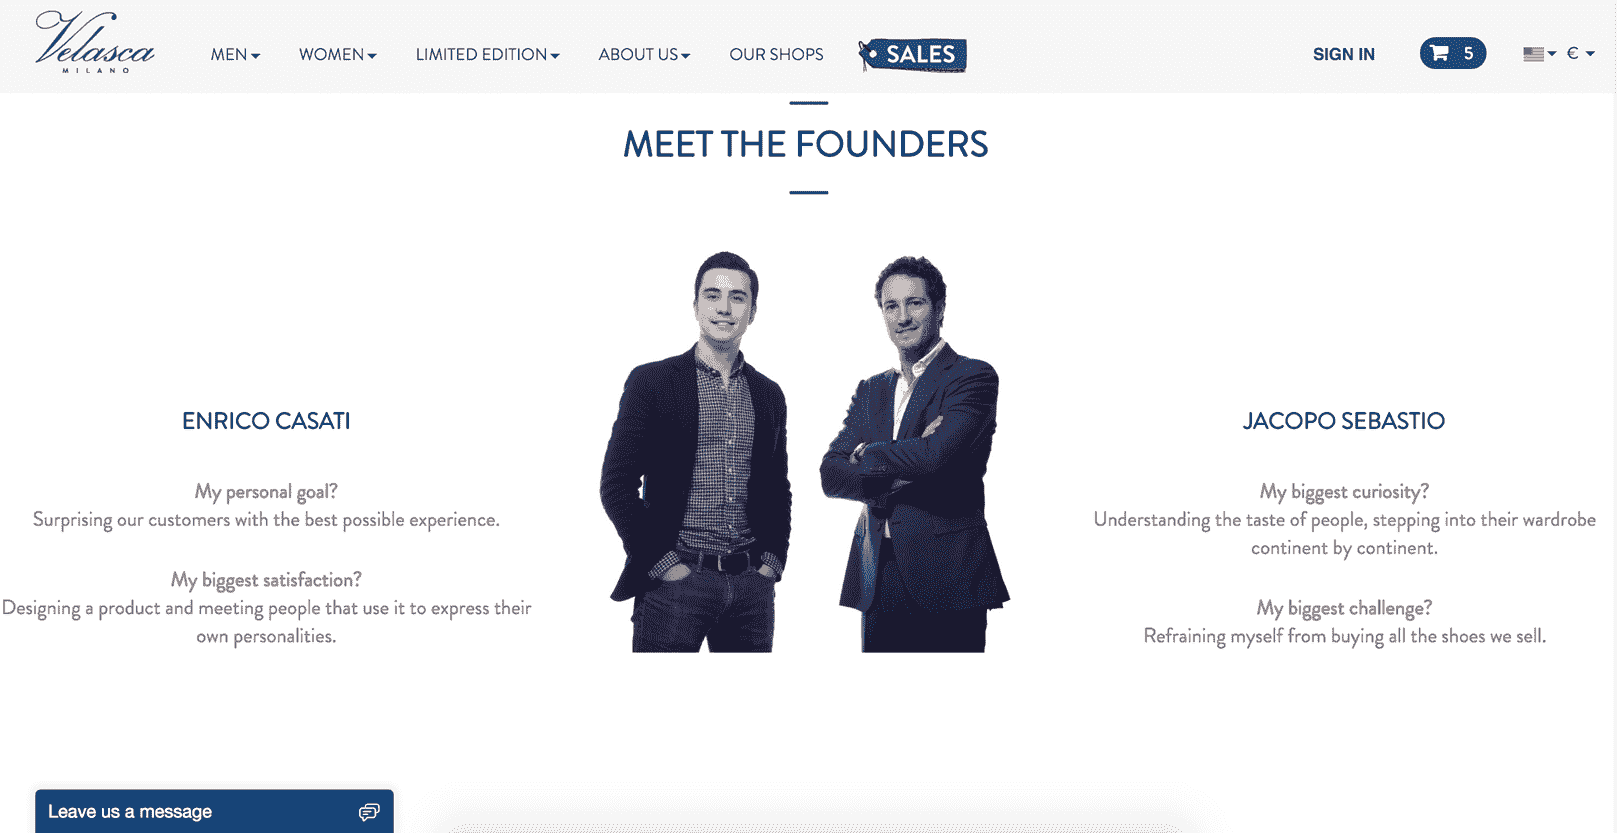 Velasca
MILANO
MEN
WOMEN
LIMITED EDITION
ABOUT US
OUR SHOPS
SALES
SIGN IN
5
€
MEET THE FOUNDERS
ENRICO CASATI
My personal goal?
Surprising our customers with the best possible experience.
My biggest satisfaction?
Designing a product and meeting people that use it to express their
own personalities.
JACOPO SEBASTIO
My biggest curiosity?
Understanding the taste of people, stepping into their wardrobe
continent by continent.
My biggest challenge?
Refraining myself from buying all the shoes we sell.
Leave us a message